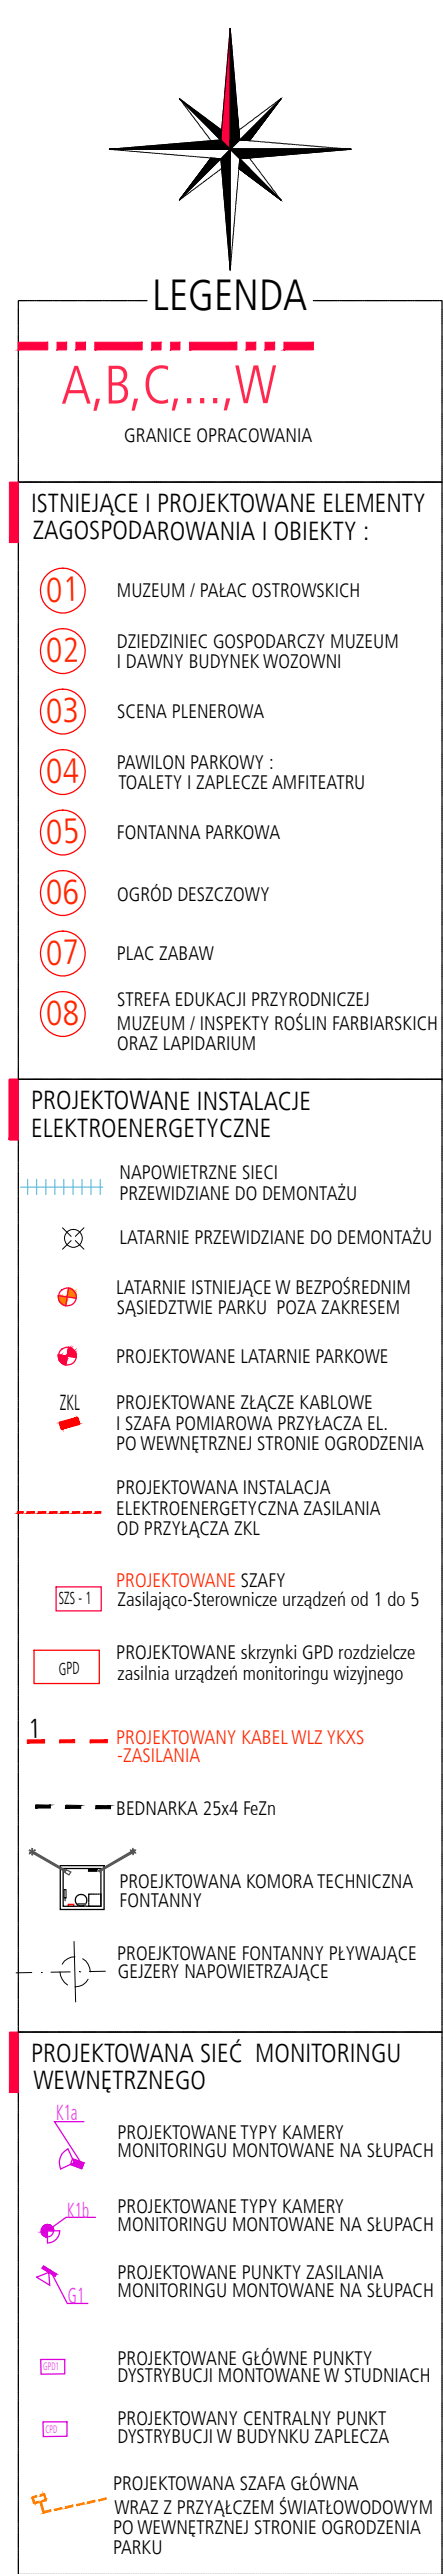 LEGENDA
A,B,C,...,W
GRANICE OPRACOWANIA
ISTNIEJĄCE I PROJEKTOWANE ELEMENTY
ZAGOSPODAROWANIA I OBIEKTY :
01 MUZEUM / PAŁAC OSTROWSKICH
02 DZIEDZINIEC GOSPODARCZY MUZEUM
I DAWNY BUDYNEK WOZOWNI
03 SCENA PLENEROWA
04 PAWILON PARKOWY :
TOALETY I ZAPLECZE AMFITEATRU
05 FONTANNA PARKOWA
06 OGRÓD DESZCZOWY
07 PLAC ZABAW
08 STREFA EDUKACJI PRZYRODNICZEJ
MUZEUM / INSPEKTY ROŚLIN FARBIARSKICH
ORAZ LAPIDARIUM
PROJEKTOWANE INSTALACJE
ELEKTROENERGETYCZNE
NAPOWIETRZNE SIECI
PRZEWIDZIANE DO DEMONTAŻU
LATARNIE PRZEWIDZIANE DO DEMONTAŻU
LATARNIE ISTNIEJĄCE W BEZPOŚREDNIM
SĄSIEDZTWIE PARKU POZA ZAKRESEM
PROJEKTOWANE LATARNIE PARKOWE
ZKL PROJEKTOWANE ZŁĄCZE KABLOWE
I SZAFA POMIAROWA PRZYŁACZA EL.
PO WEWNĘTRZNEJ STRONIE OGRODZENIA
PROJEKTOWANA INSTALACJA
ELEKTROENERGETYCZNA ZASILANIA
OD PRZYŁĄCZA ZKL
PROJEKTOWANE SZAFY
SZS - 1 Zasilająco-Sterownicze urządzeń od 1 do 5
PROJEKTOWANE skrzynki GPD rozdzielcze
GPD zasilnia urządzeń monitoringu wizyjnego
1 PROJEKTOWANY KABEL WLZ YKXS
-ZASILANIA
BEDNARKA 25x4 FeZn
PROEJKTOWANA KOMORA TECHNICZNA
FONTANNY
PROEJKTOWANE FONTANNY PŁYWAJĄCE
GEJZERY NAPOWIETRZAJĄCE
PROJEKTOWANA SIEĆ MONITORINGU
WEWNĘTRZNEGO
K1a
PROJEKTOWANE TYPY KAMERY
MONITORINGU MONTOWANE NA SŁUPACH
K1b PROJEKTOWANE TYPY KAMERY
MONITORINGU MONTOWANE NA SŁUPACH
PROJEKTOWANE PUNKTY ZASILANIA
G1 MONITORINGU MONTOWANE NA SŁUPACH
PROJEKTOWANE GŁÓWNE PUNKTY
GPD1 DYSTRYBUCJI MONTOWANE W STUDNIACH
PROJEKTOWANY CENTRALNY PUNKT
CPD DYSTRYBUCJI W BUDYNKU ZAPLECZA
PROJEKTOWANA SZAFA GŁÓWNA
WRAZ Z PRZYĄŁCZEM ŚWIATŁOWODOWYM
PO WEWNĘTRZNEJ STRONIE OGRODZENIA
PARKU